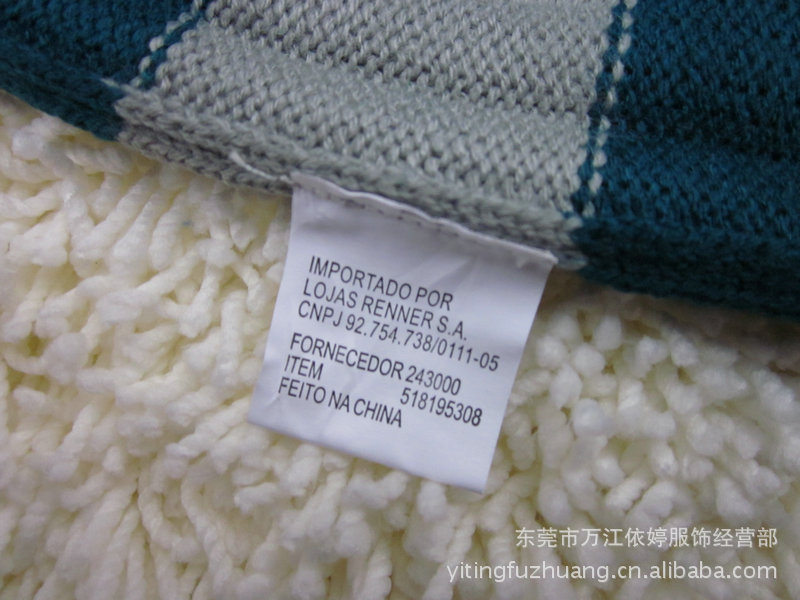 IMPORTADO POR
LOJAS RENNER S.A.
CNPJ 92.754.738/0111-05
FORNECEDOR 243000
ITEM 518195308
FEITO NA CHINA
东莞市万江依婷服饰经营部
yitingfuzhuang.cn.alibaba.com